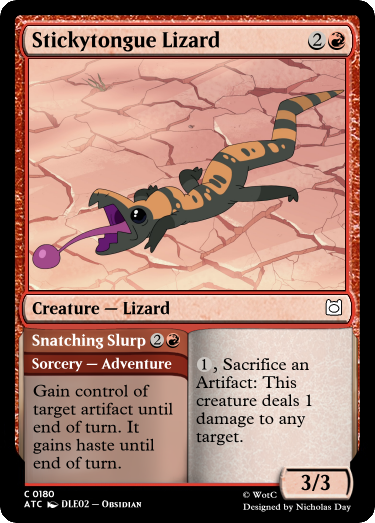 Stickytongue Lizard 2
Creature — Lizard
Snatching Slurp 2
Sorcery — Adventure
Gain control of
target artifact until
end of turn. It
gains haste until
end of turn.
1, Sacrifice an
Artifact: This
creature deals 1
damage to any
target.
3/3
C 0180
ATC DLE02 — Obsidian
© WotC
Designed by Nicholas Day